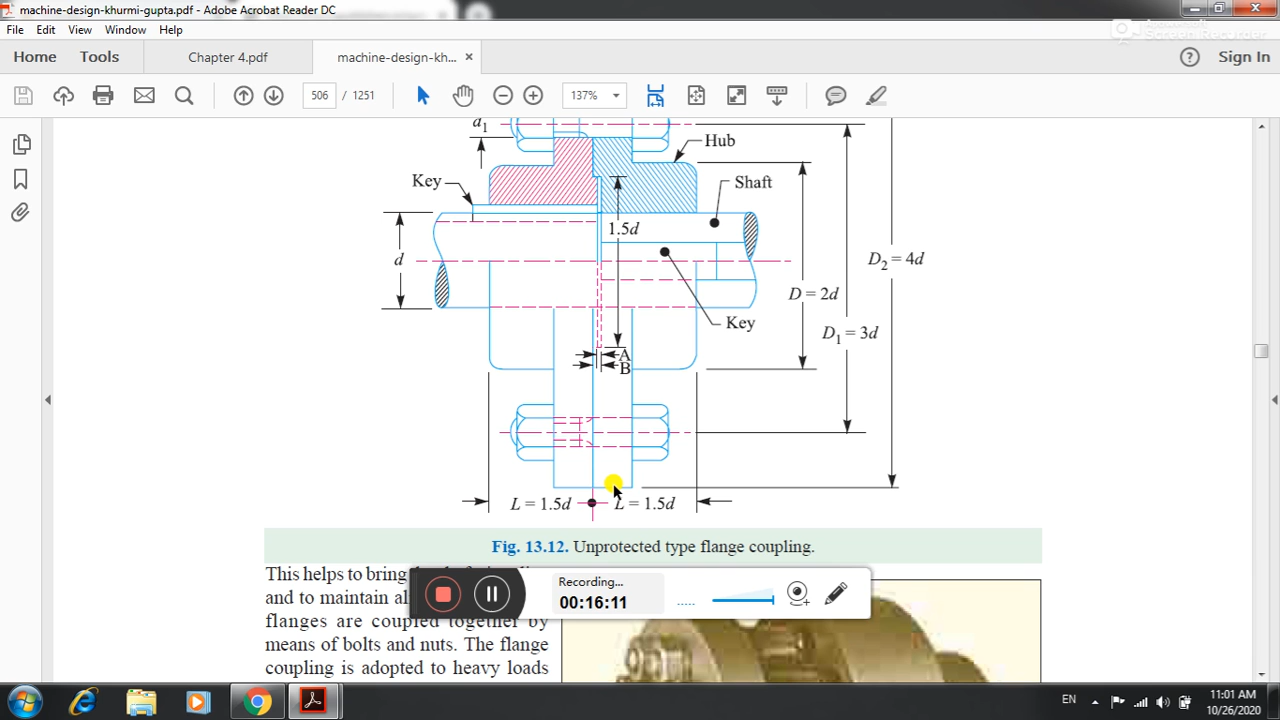 machine-design-khurmi-gupta.pdf - Adobe Acrobat Reader DC
File Edit View Window Help
Screen Recorder
Home Tools Chapter 4.pdf machine-design-kh... × ? Sign In
506 / 1251 137%
d1
Hub
Key
Shaft
1.5d
d
D2 = 4d
D = 2d
Key
D1 = 3d
A
B
L = 1.5d L = 1.5d
Fig. 13.12. Unprotected type flange coupling.
This helps to bring
and to maintain al
flanges are coupled together by
means of bolts and nuts. The flange
coupling is adopted to heavy loads
Recording...
00:16:11
EN 11:01 AM
10/26/2020